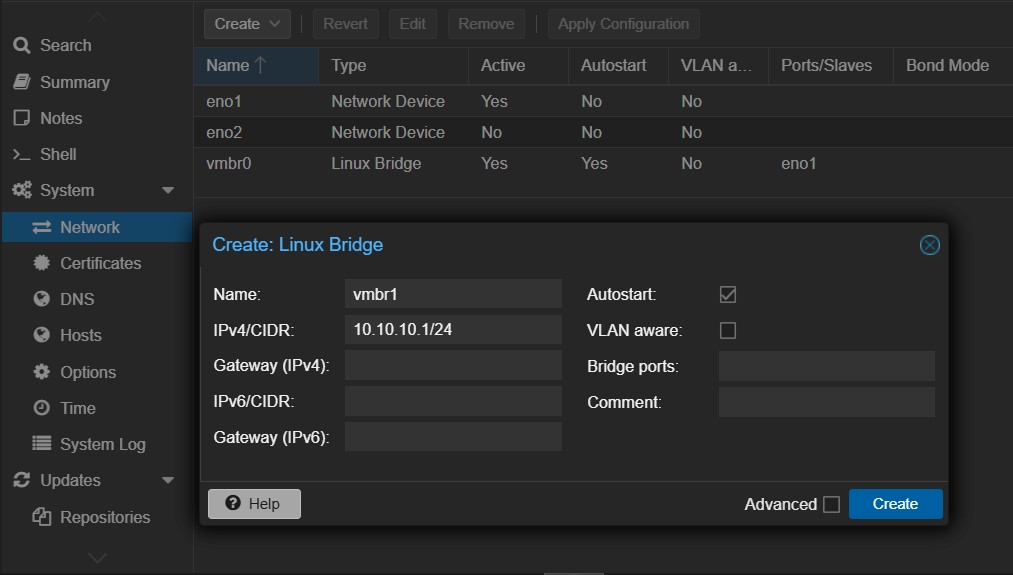 Create Revert Edit Remove Apply Configuration
Search
Summary
Notes
Shell
System
Network
Certificates
DNS
Hosts
Options
Time
System Log
Updates
Repositories
Name Type Active Autostart VLAN a... Ports/Slaves Bond Mode
eno1 Network Device Yes No No
eno2 Network Device No No No
vmbr0 Linux Bridge Yes Yes No eno1
Create: Linux Bridge
Name: vmbr1
IPv4/CIDR: 10.10.10.1/24
Gateway (IPv4):
IPv6/CIDR:
Gateway (IPv6):
Autostart:
VLAN aware:
Bridge ports:
Comment:
Help Advanced Create